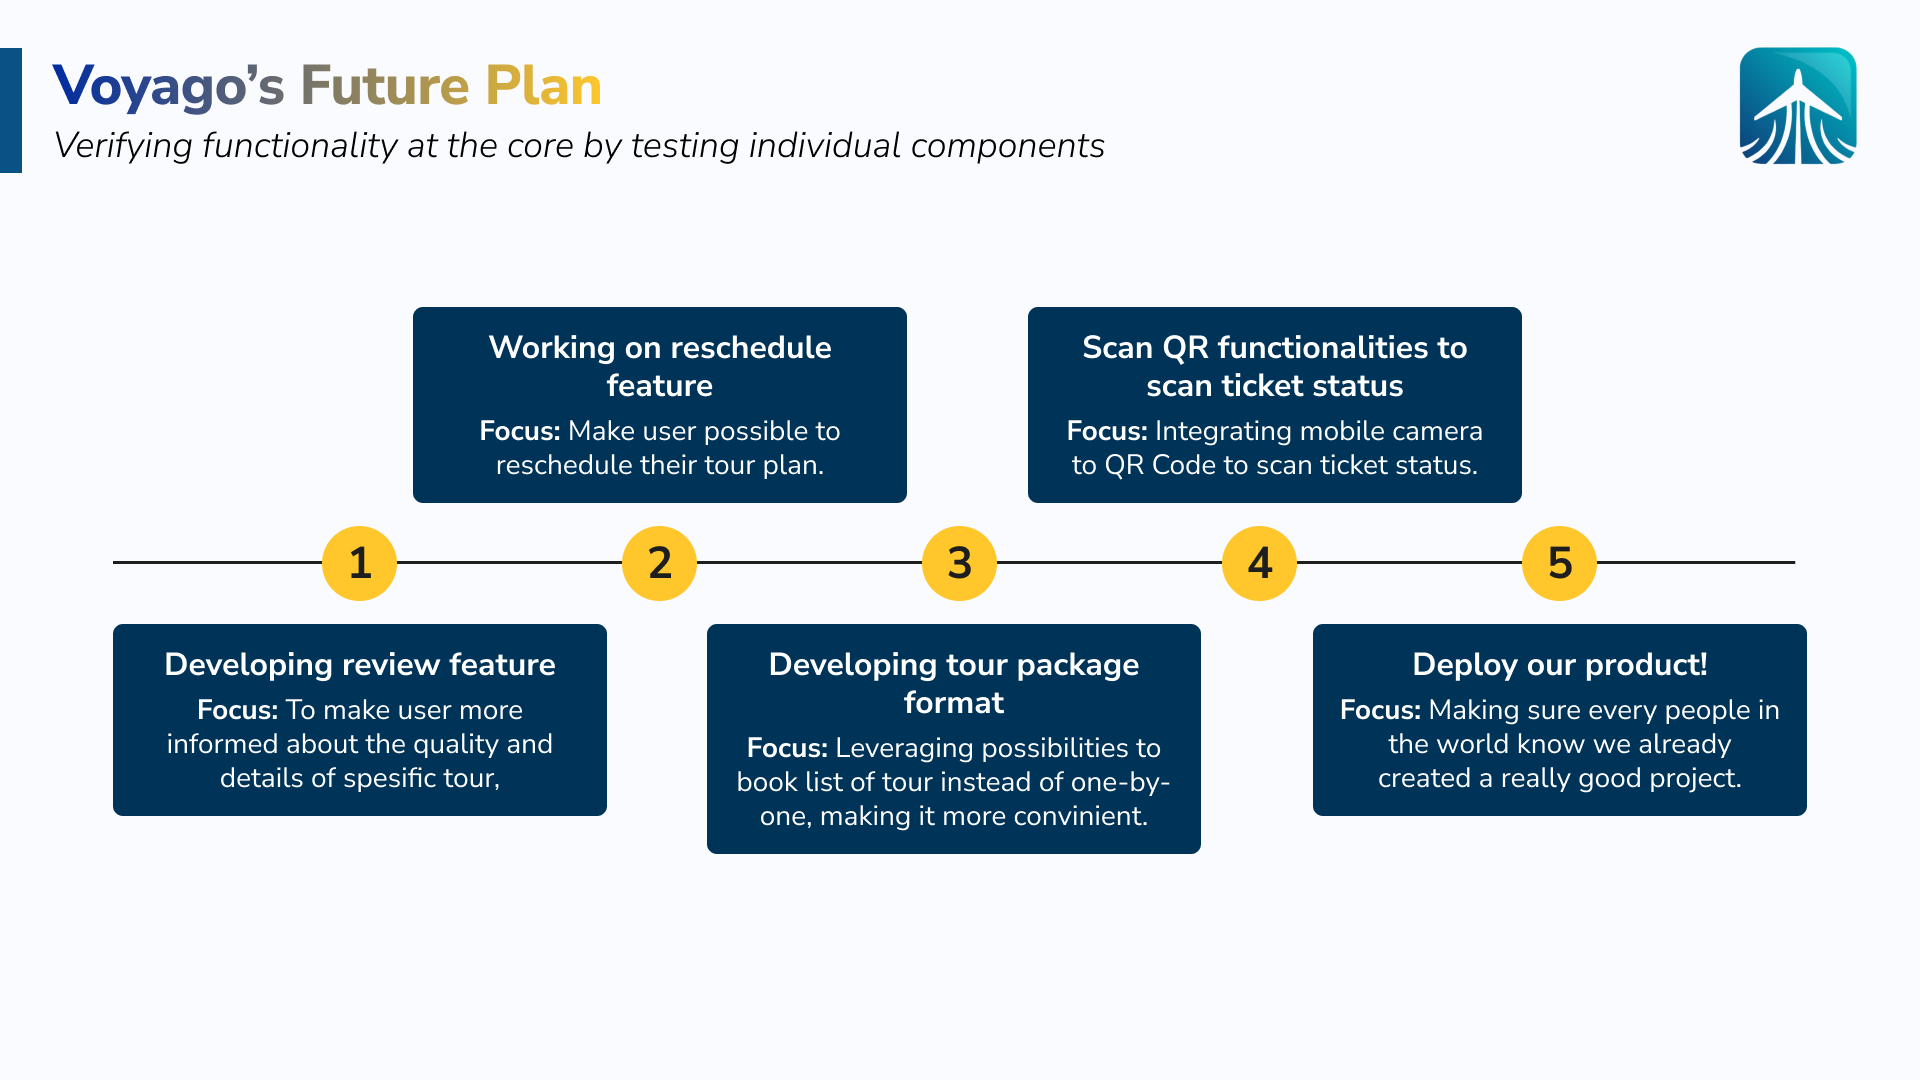 Voyago’s Future Plan
Verifying functionality at the core by testing individual components
Working on reschedule
feature
Focus: Make user possible to
reschedule their tour plan.
Scan QR functionalities to
scan ticket status
Focus: Integrating mobile camera
to QR Code to scan ticket status.
1
2
3
4
5
Developing review feature
Focus: To make user more
informed about the quality and
details of spesific tour,
Developing tour package
format
Focus: Leveraging possibilities to
book list of tour instead of one-by-
one, making it more convinient.
Deploy our product!
Focus: Making sure every people in
the world know we already
created a really good project.